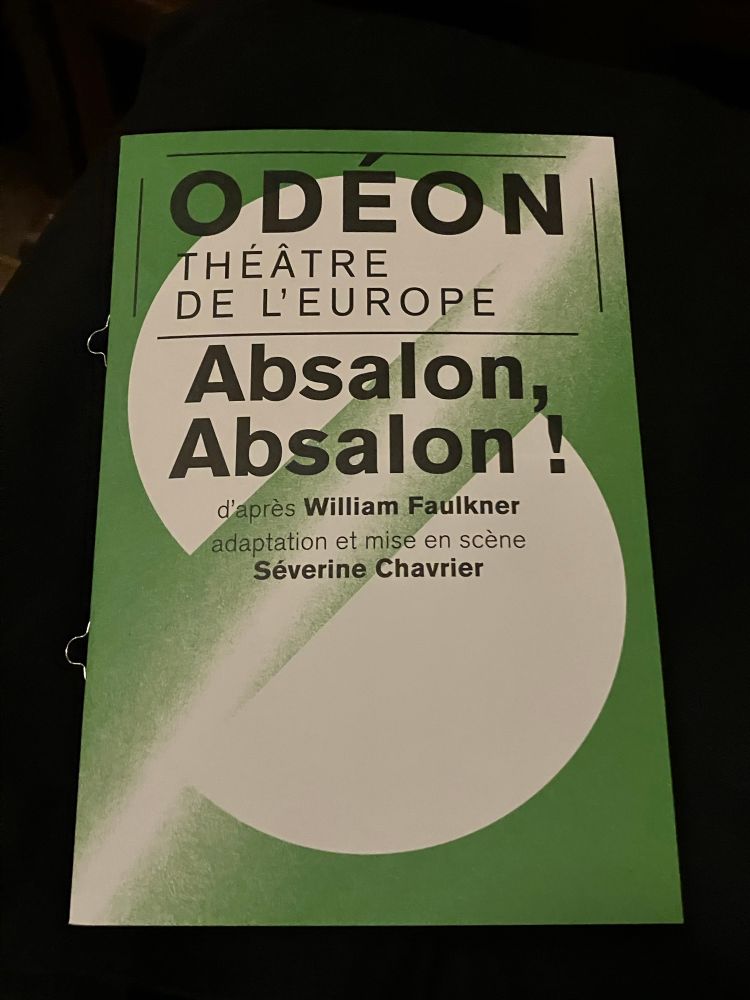 ODÉON
THÉÂTRE
DE L'EUROPE
Absalon,
Absalon !
d'après William Faulkner
adaptation et mise en scène
Séverine Chavrier